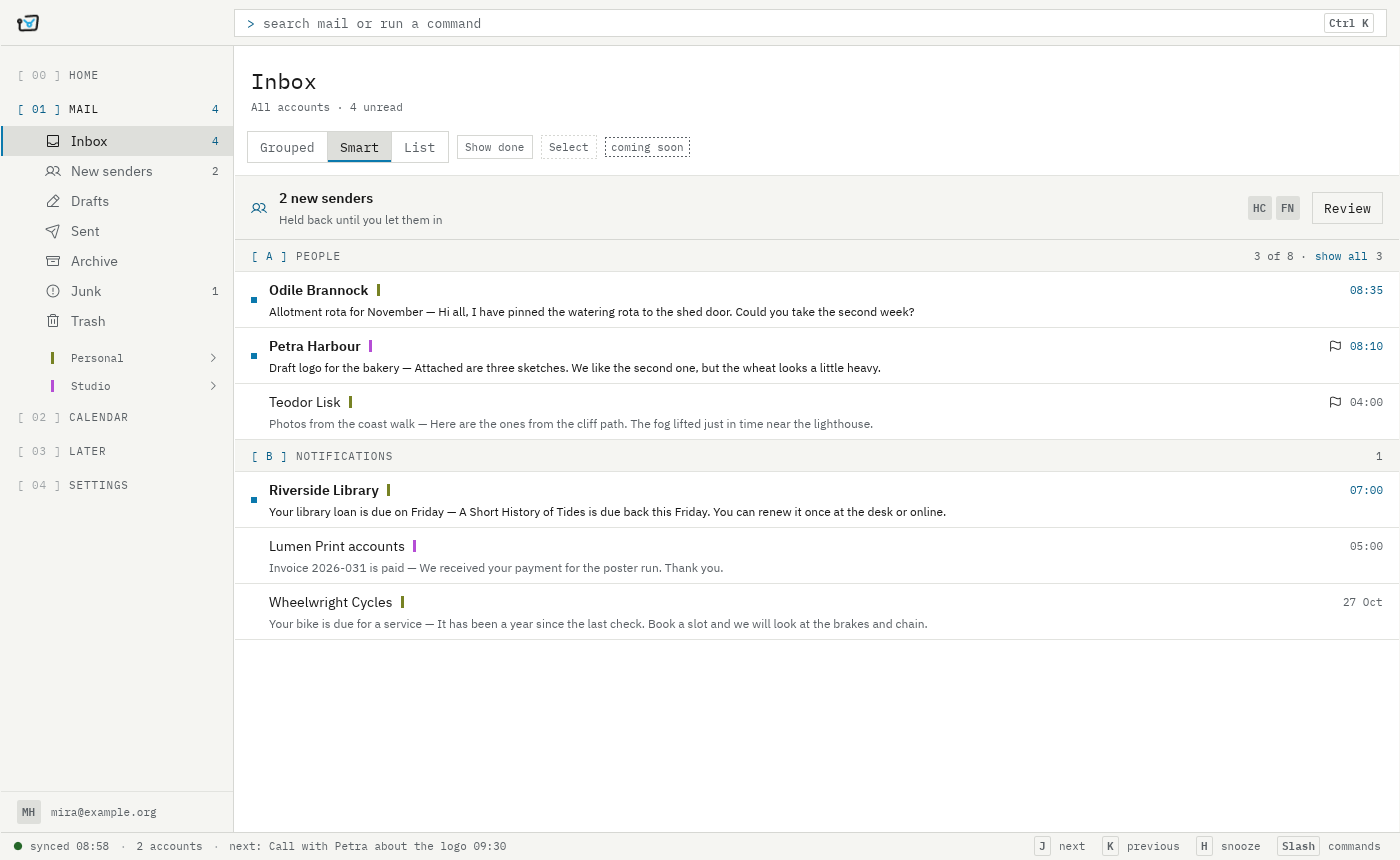 > search mail or run a command Ctrl K
[ 00 ] HOME
[ 01 ] MAIL 4
Inbox 4
New senders 2
Drafts
Sent
Archive
Junk 1
Trash
Personal
Studio
[ 02 ] CALENDAR
[ 03 ] LATER
[ 04 ] SETTINGS
MH mira@example.org
Inbox
All accounts · 4 unread
Grouped Smart List Show done Select coming soon
2 new senders
Held back until you let them in
HC FN Review
[ A ] PEOPLE 3 of 8 · show all 3
Odile Brannock 08:35
Allotment rota for November — Hi all, I have pinned the watering rota to the shed door. Could you take the second week?
Petra Harbour 08:10
Draft logo for the bakery — Attached are three sketches. We like the second one, but the wheat looks a little heavy.
Teodor Lisk 04:00
Photos from the coast walk — Here are the ones from the cliff path. The fog lifted just in time near the lighthouse.
[ B ] NOTIFICATIONS 1
Riverside Library 07:00
Your library loan is due on Friday — A Short History of Tides is due back this Friday. You can renew it once at the desk or online.
Lumen Print accounts 05:00
Invoice 2026-031 is paid — We received your payment for the poster run. Thank you.
Wheelwright Cycles 27 Oct
Your bike is due for a service — It has been a year since the last check. Book a slot and we will look at the brakes and chain.
synced 08:58 · 2 accounts · next: Call with Petra about the logo 09:30 J next K previous H snooze Slash commands